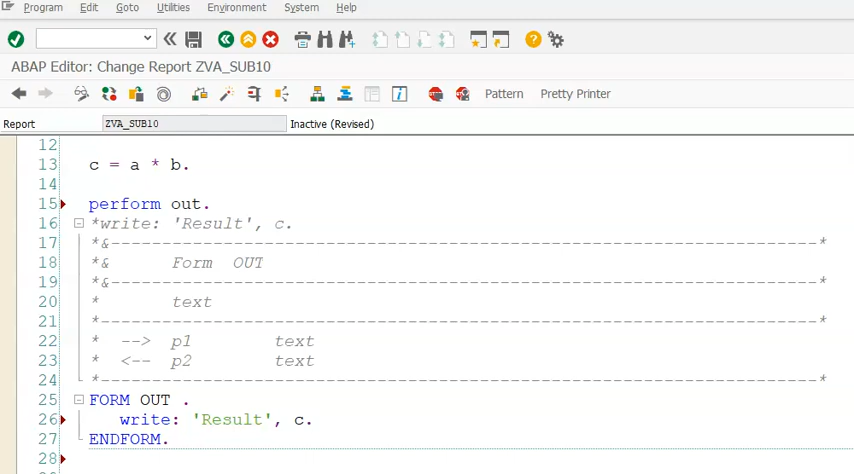 Program Edit Goto Utilities Environment System Help
ABAP Editor: Change Report ZVA_SUB10
Pattern Pretty Printer
Report ZVA_SUB10 Inactive (Revised)
12
13 c = a * b.
14
15 perform out.
16 *write: 'Result', c.
17 *&---------------------------------------------------------------------*
18 *& Form OUT
19 *&---------------------------------------------------------------------*
20 * text
21 *----------------------------------------------------------------------*
22 * --> p1 text
23 * <-- p2 text
24 *----------------------------------------------------------------------*
25 FORM OUT .
26 write: 'Result', c.
27 ENDFORM.
28